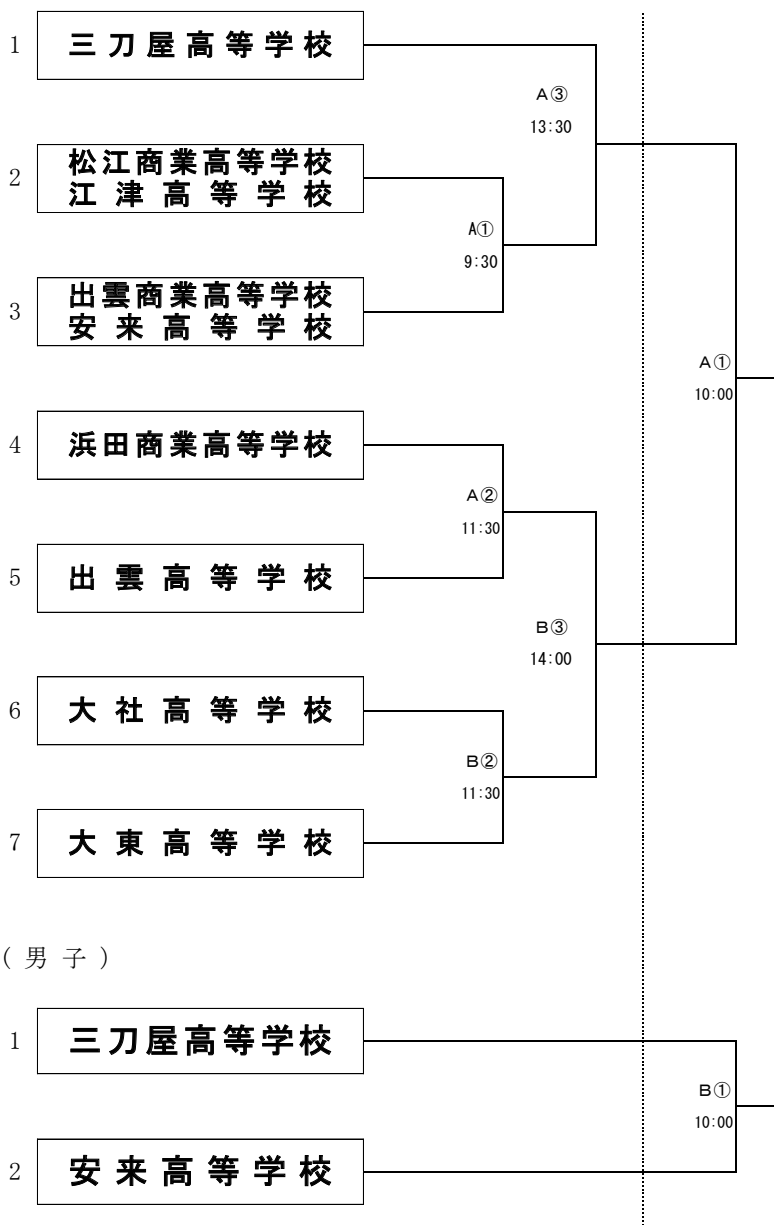 1 三刀屋高等学校
A③
13:30
2 松江商業高等学校
江津高等学校
A①
9:30
3 出雲商業高等学校
安来高等学校
A①
10:00
4 浜田商業高等学校
A②
11:30
5 出雲高等学校
B③
14:00
6 大社高等学校
B②
11:30
7 大東高等学校
(男子)
1 三刀屋高等学校
B①
10:00
2 安来高等学校